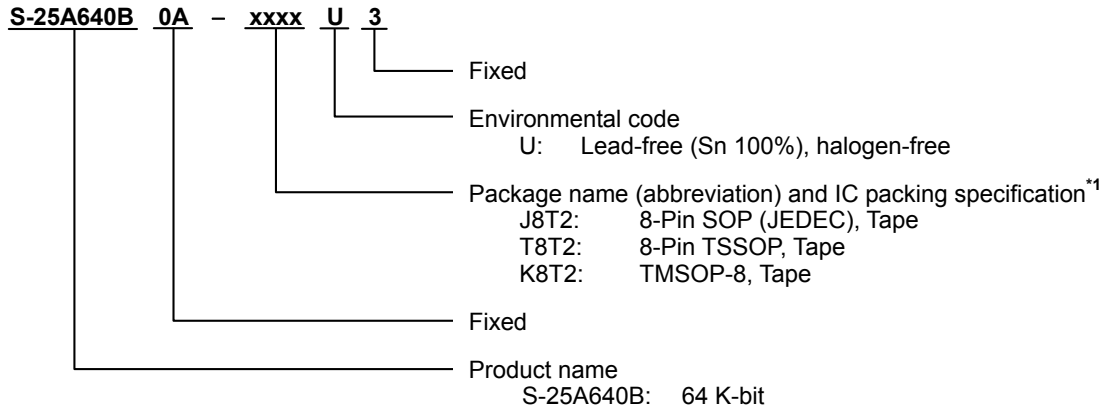 S-25A640B 0A – xxxx U 3
Fixed
Environmental code
U: Lead-free (Sn 100%), halogen-free
Package name (abbreviation) and IC packing specification*1
J8T2: 8-Pin SOP (JEDEC), Tape
T8T2: 8-Pin TSSOP, Tape
K8T2: TMSOP-8, Tape
Fixed
Product name
S-25A640B: 64 K-bit